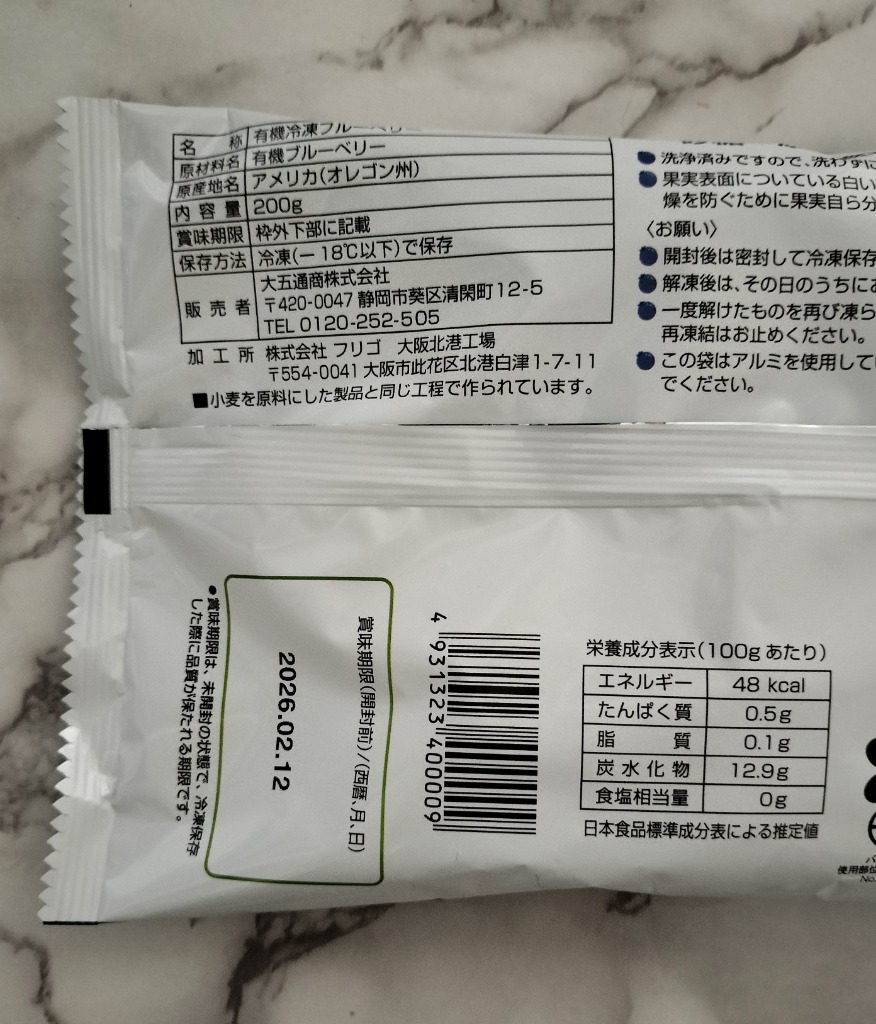 名称 有機冷凍ブルーベリー
原材料名 有機ブルーベリー
原産地名 アメリカ(オレゴン州)
内容量 200g
賞味期限 枠外下部に記載
保存方法 冷凍(-18℃以下)で保存
販売者 大五通商株式会社
〒420-0047 静岡市葵区清閑町12-5
TEL 0120-252-505
加工所 株式会社 フリゴ 大阪北港工場
〒554-0041 大阪市此花区北港白津1-7-11
■小麦を原料にした製品と同じ工程で作られています。
●洗浄済みですので、洗わずに
●果実表面についている白い
燥を防ぐために果実自ら分
〈お願い〉
●開封後は密封して冷凍保存
●解凍後は、その日のうちにお
●一度解けたものを再び凍ら
再凍結はお止めください。
●この袋はアルミを使用してい
でください。
賞味期限(開封前)/(西暦、月、日)
2026.02.12
●賞味期限は、未開封の状態で、冷凍保存
した際に品質が保たれる期限です。
4 931323 400009
栄養成分表示(100gあたり)
エネルギー 48 kcal
たんぱく質 0.5g
脂質 0.1g
炭水化物 12.9g
食塩相当量 0g
日本食品標準成分表による推定値
使用部位
No.